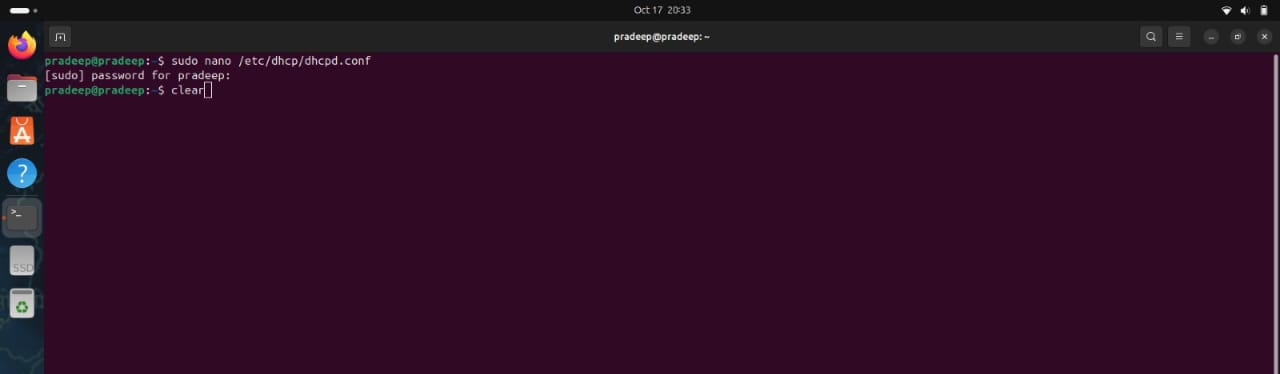 Oct 17 20:33
pradeep@pradeep: ~
pradeep@pradeep:~$ sudo nano /etc/dhcp/dhcpd.conf
[sudo] password for pradeep:
pradeep@pradeep:~$ clear
>_
SSD